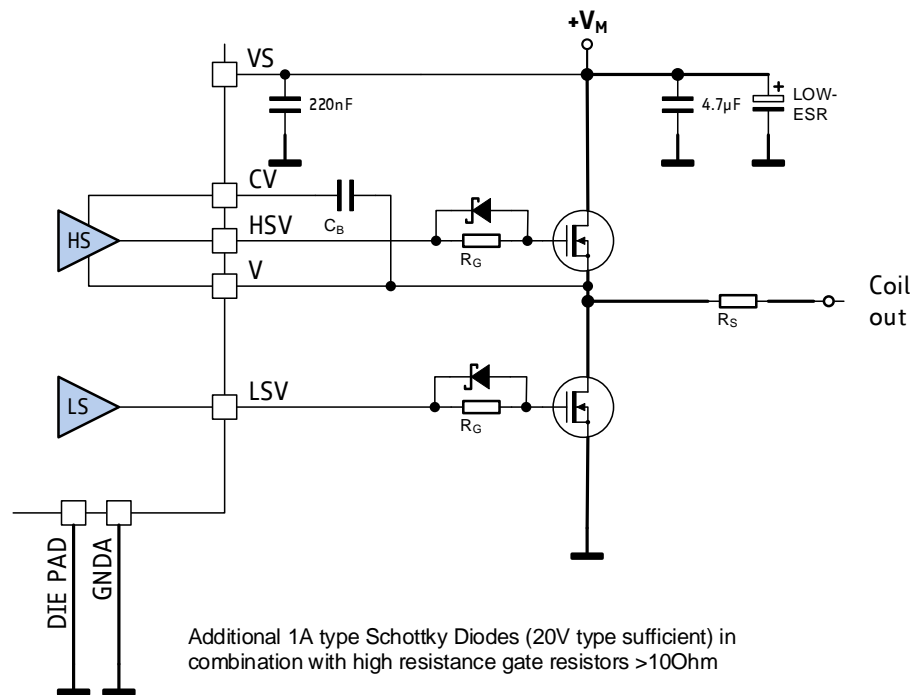 +VM
VS
220nF
4.7µF
+
LOW-
ESR
CV
CB
HS
HSV
RG
V
Coil
out
RS
LS
LSV
RG
DIE PAD
GNDA
Additional 1A type Schottky Diodes (20V type sufficient) in
combination with high resistance gate resistors >10Ohm